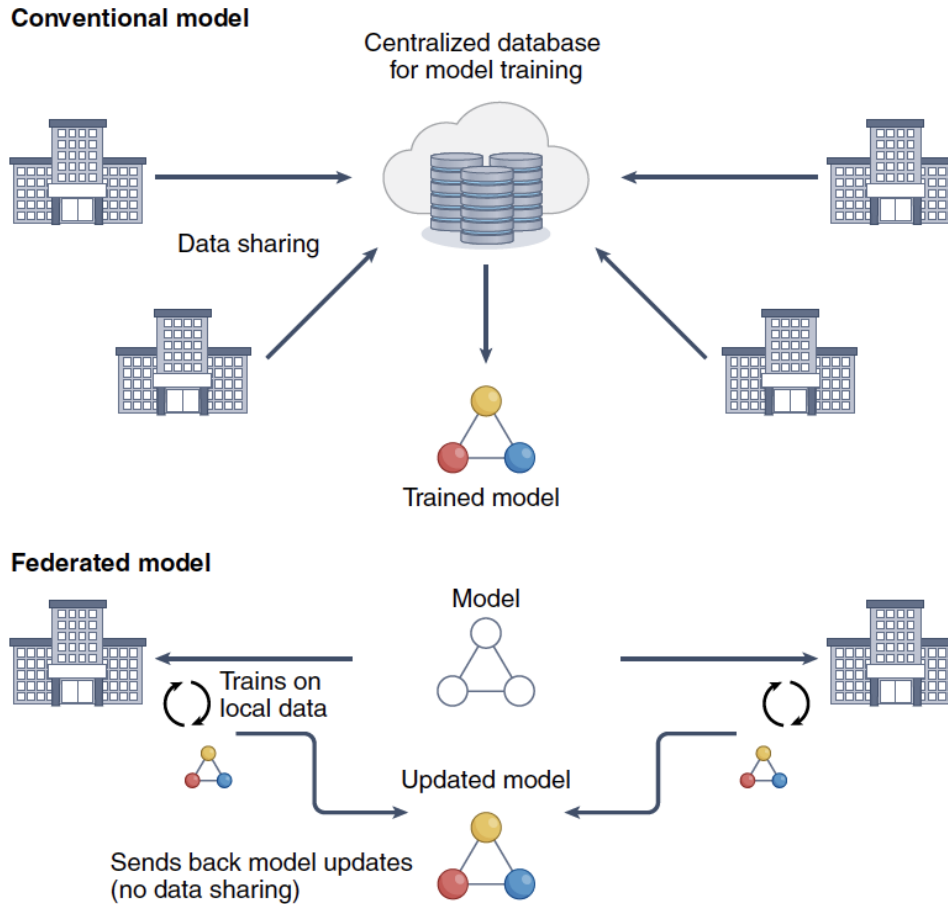 Conventional model
Centralized database
for model training
Data sharing
Trained model
Federated model
Model
Trains on
local data
Updated model
Sends back model updates
(no data sharing)